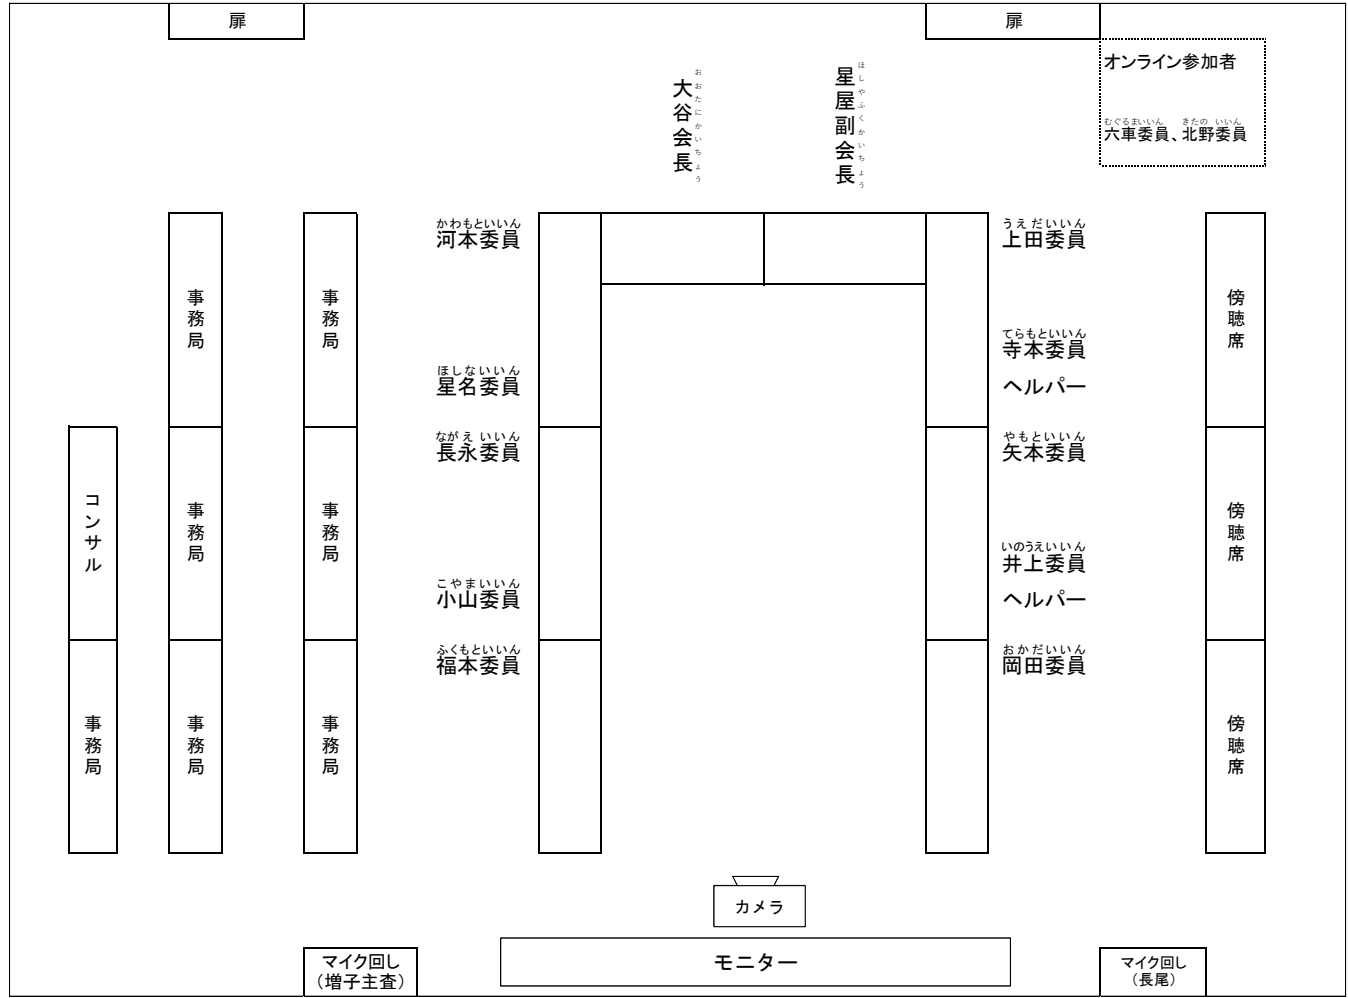 扉
扉
オンライン参加者
むぐるまいいん きたの いいん
六車委員、北野委員
おおたにかいちょう
大谷会長
ほしやふくかいちょう
星屋副会長
かわもといいん
河本委員
うえだいいん
上田委員
事務局
事務局
傍聴席
てらもといいん
寺本委員
ほしないいん
星名委員
ヘルパー
ながえ いいん
長永委員
やもといいん
矢本委員
コンサル
事務局
事務局
傍聴席
いのうえいいん
井上委員
こやまいいん
小山委員
ヘルパー
ふくもといいん
福本委員
おかだいいん
岡田委員
事務局
事務局
事務局
傍聴席
カメラ
マイク回し
（増子主査）
モニター
マイク回し
（長尾）